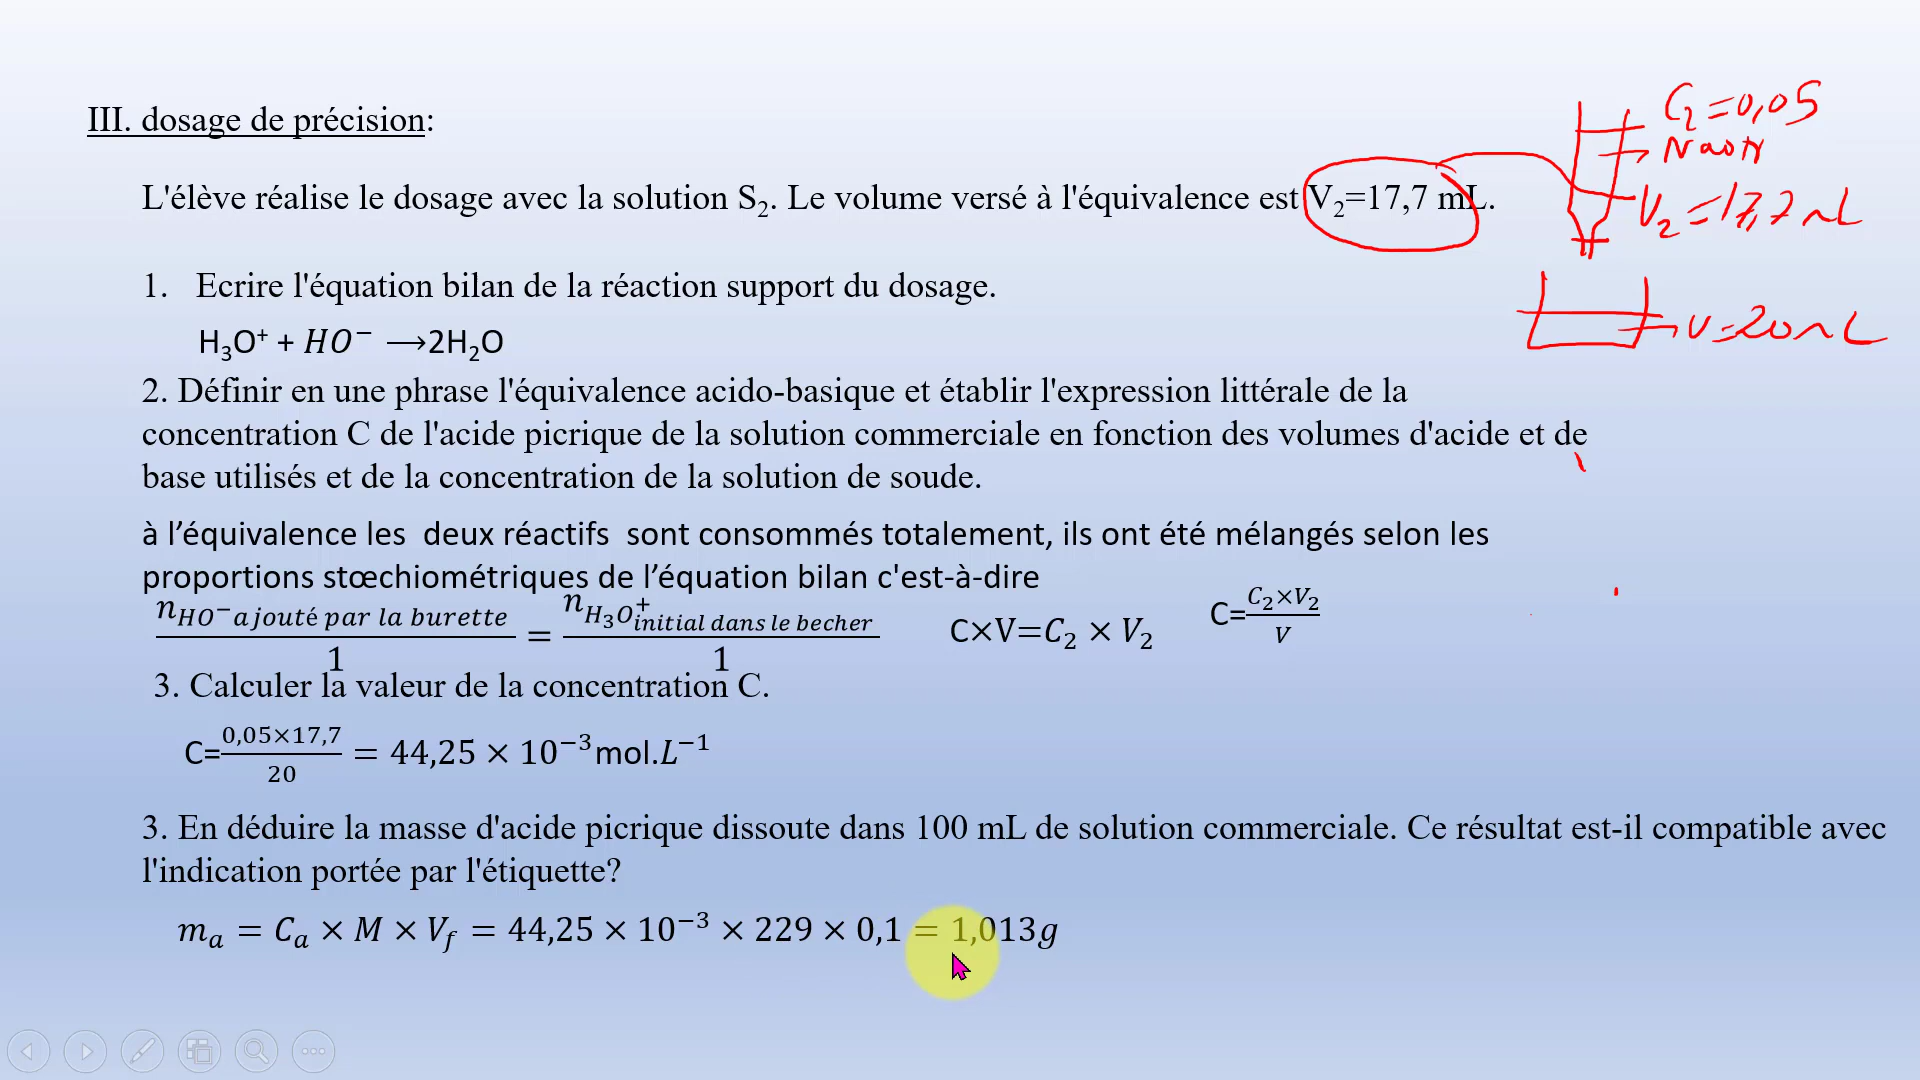 III. dosage de précision:
L'élève réalise le dosage avec la solution S₂. Le volume versé à l'équivalence est V₂=17,7 mL.
C₂=0,05
NaOH
V₂=17,7 mL
V=20 mL
1. Ecrire l'équation bilan de la réaction support du dosage.
H₃O⁺ + HO⁻ ⟶2H₂O
2. Définir en une phrase l'équivalence acido-basique et établir l'expression littérale de la
concentration C de l'acide picrique de la solution commerciale en fonction des volumes d'acide et de
base utilisés et de la concentration de la solution de soude.
à l’équivalence les deux réactifs sont consommés totalement, ils ont été mélangés selon les
proportions stœchiométriques de l’équation bilan c'est-à-dire
n_{HO⁻ajouté par la burette}/1 = n_{H₃O⁺initial dans le becher}/1 C×V=C₂ × V₂ C=C₂×V₂/V
3. Calculer la valeur de la concentration C.
C=0,05×17,7/20 = 44,25 × 10⁻³mol.L⁻¹
3. En déduire la masse d'acide picrique dissoute dans 100 mL de solution commerciale. Ce résultat est-il compatible avec
l'indication portée par l'étiquette?
mₐ = Cₐ × M × V_f = 44,25 × 10⁻³ × 229 × 0,1 = 1,013g